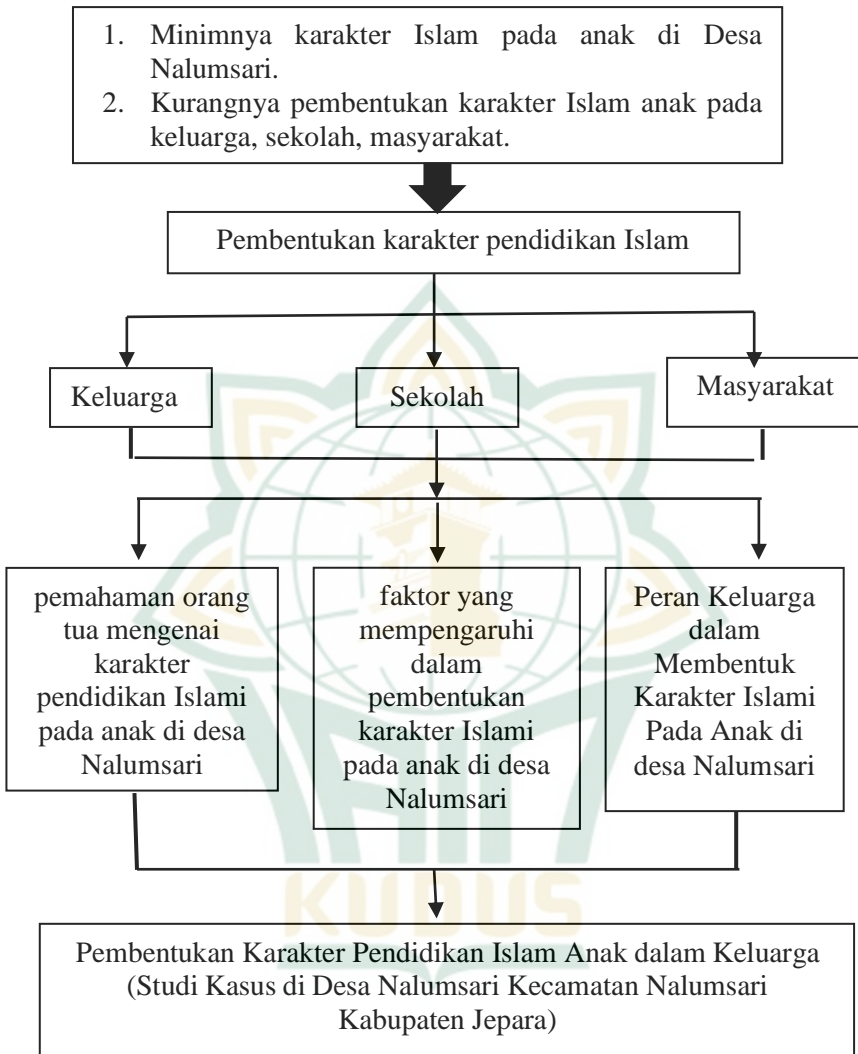 1. Minimnya karakter Islam pada anak di Desa
Nalumsari.
2. Kurangnya pembentukan karakter Islam anak pada
keluarga, sekolah, masyarakat.
Pembentukan karakter pendidikan Islam
Keluarga
Sekolah
Masyarakat
pemahaman orang
tua mengenai
karakter
pendidikan Islami
pada anak di desa
Nalumsari
faktor yang
mempengaruhi
dalam
pembentukan
karakter Islami
pada anak di desa
Nalumsari
Peran Keluarga
dalam
Membentuk
Karakter Islami
Pada Anak di
desa Nalumsari
KUDUS
Pembentukan Karakter Pendidikan Islam Anak dalam Keluarga
(Studi Kasus di Desa Nalumsari Kecamatan Nalumsari
Kabupaten Jepara)